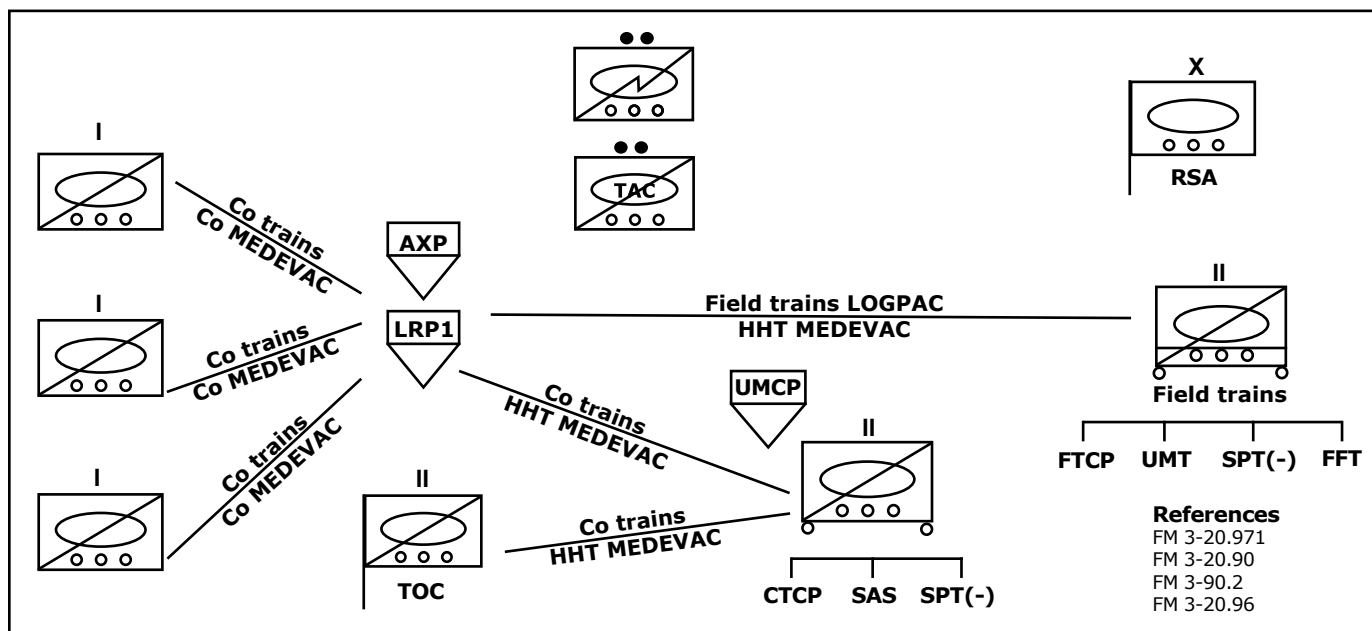 X
RSA
I
TAC
Co trains
Co MEDEVAC
AXP
II
I
Field trains LOGPAC
HHT MEDEVAC
LRP1
Co trains
Co MEDEVAC
UMCP
Field trains
Co trains
HHT MEDEVAC
II
FTCP UMT SPT(-) FFT
I
Co trains
Co MEDEVAC
II
Co trains
HHT MEDEVAC
TOC
CTCP SAS SPT(-)
References
FM 3-20.971
FM 3-20.90
FM 3-90.2
FM 3-20.96